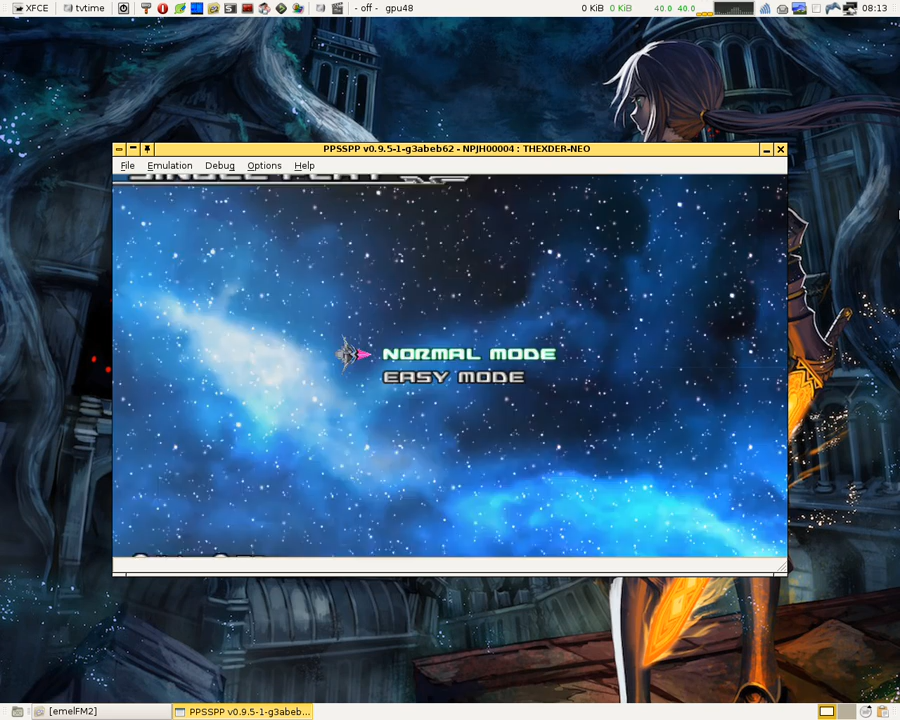 XFCE tvtime - off - gpu48 0 KiB 0 KiB 40.0 40.0 08:13
PPSSPP v0.9.5-1-g3abeb62 - NPJH00004 : THEXDER-NEO
File Emulation Debug Options Help
SINGLE PLAY
NORMAL MODE
EASY MODE
[emelFM2] PPSSPP v0.9.5-1-g3abeb...